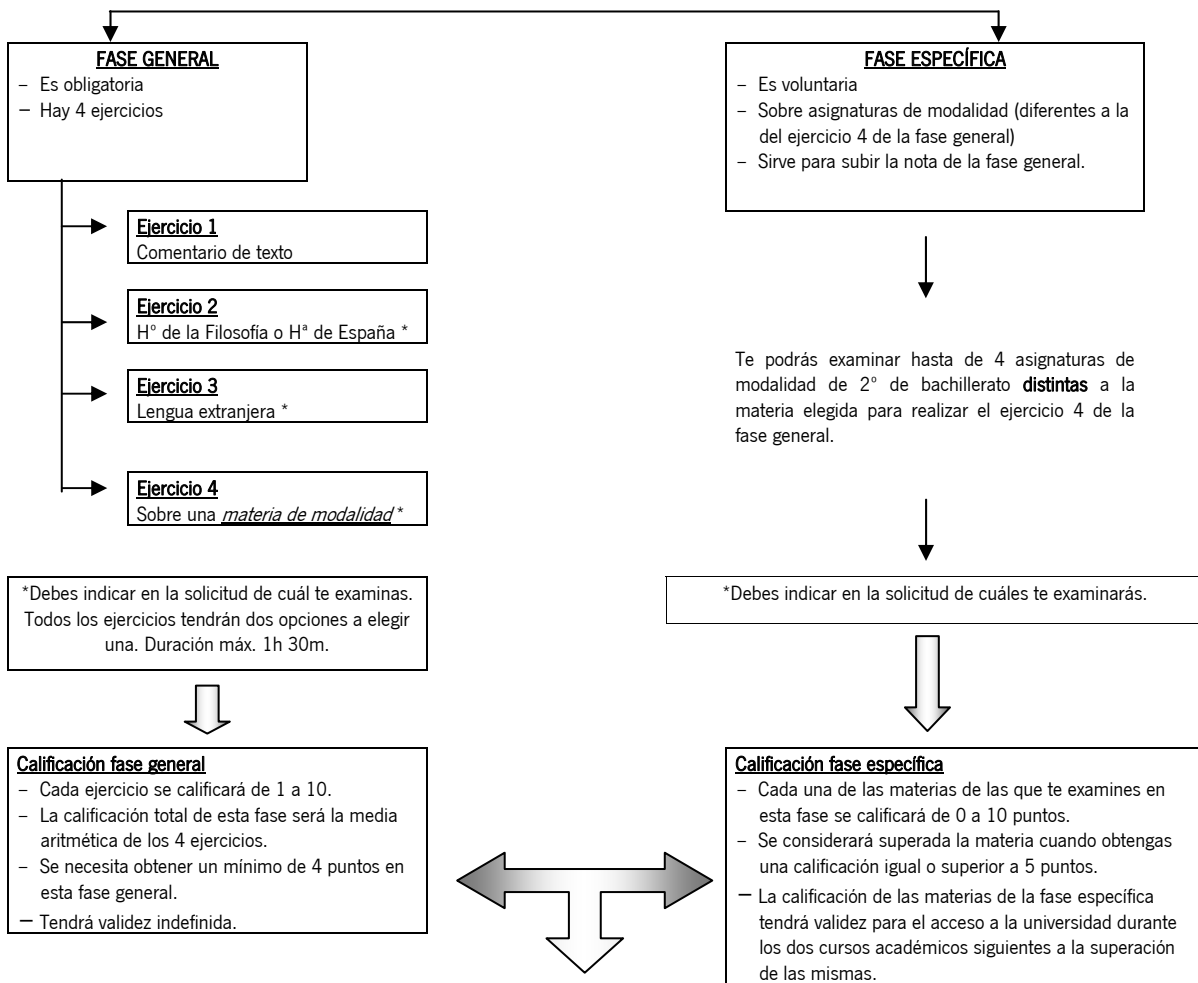 FASE GENERAL
– Es obligatoria
– Hay 4 ejercicios
Ejercicio 1
Comentario de texto
Ejercicio 2
Hº de la Filosofía o Hª de España *
Ejercicio 3
Lengua extranjera *
Ejercicio 4
Sobre una materia de modalidad *
*Debes indicar en la solicitud de cuál te examinas.
Todos los ejercicios tendrán dos opciones a elegir
una. Duración máx. 1h 30m.
Calificación fase general
– Cada ejercicio se calificará de 1 a 10.
– La calificación total de esta fase será la media
aritmética de los 4 ejercicios.
– Se necesita obtener un mínimo de 4 puntos en
esta fase general.
– Tendrá validez indefinida.
FASE ESPECÍFICA
– Es voluntaria
– Sobre asignaturas de modalidad (diferentes a la
del ejercicio 4 de la fase general)
– Sirve para subir la nota de la fase general.
Te podrás examinar hasta de 4 asignaturas de
modalidad de 2º de bachillerato distintas a la
materia elegida para realizar el ejercicio 4 de la
fase general.
*Debes indicar en la solicitud de cuáles te examinarás.
Calificación fase específica
– Cada una de las materias de las que te examines en
esta fase se calificará de 0 a 10 puntos.
– Se considerará superada la materia cuando obtengas
una calificación igual o superior a 5 puntos.
– La calificación de las materias de la fase específica
tendrá validez para el acceso a la universidad durante
los dos cursos académicos siguientes a la superación
de las mismas.